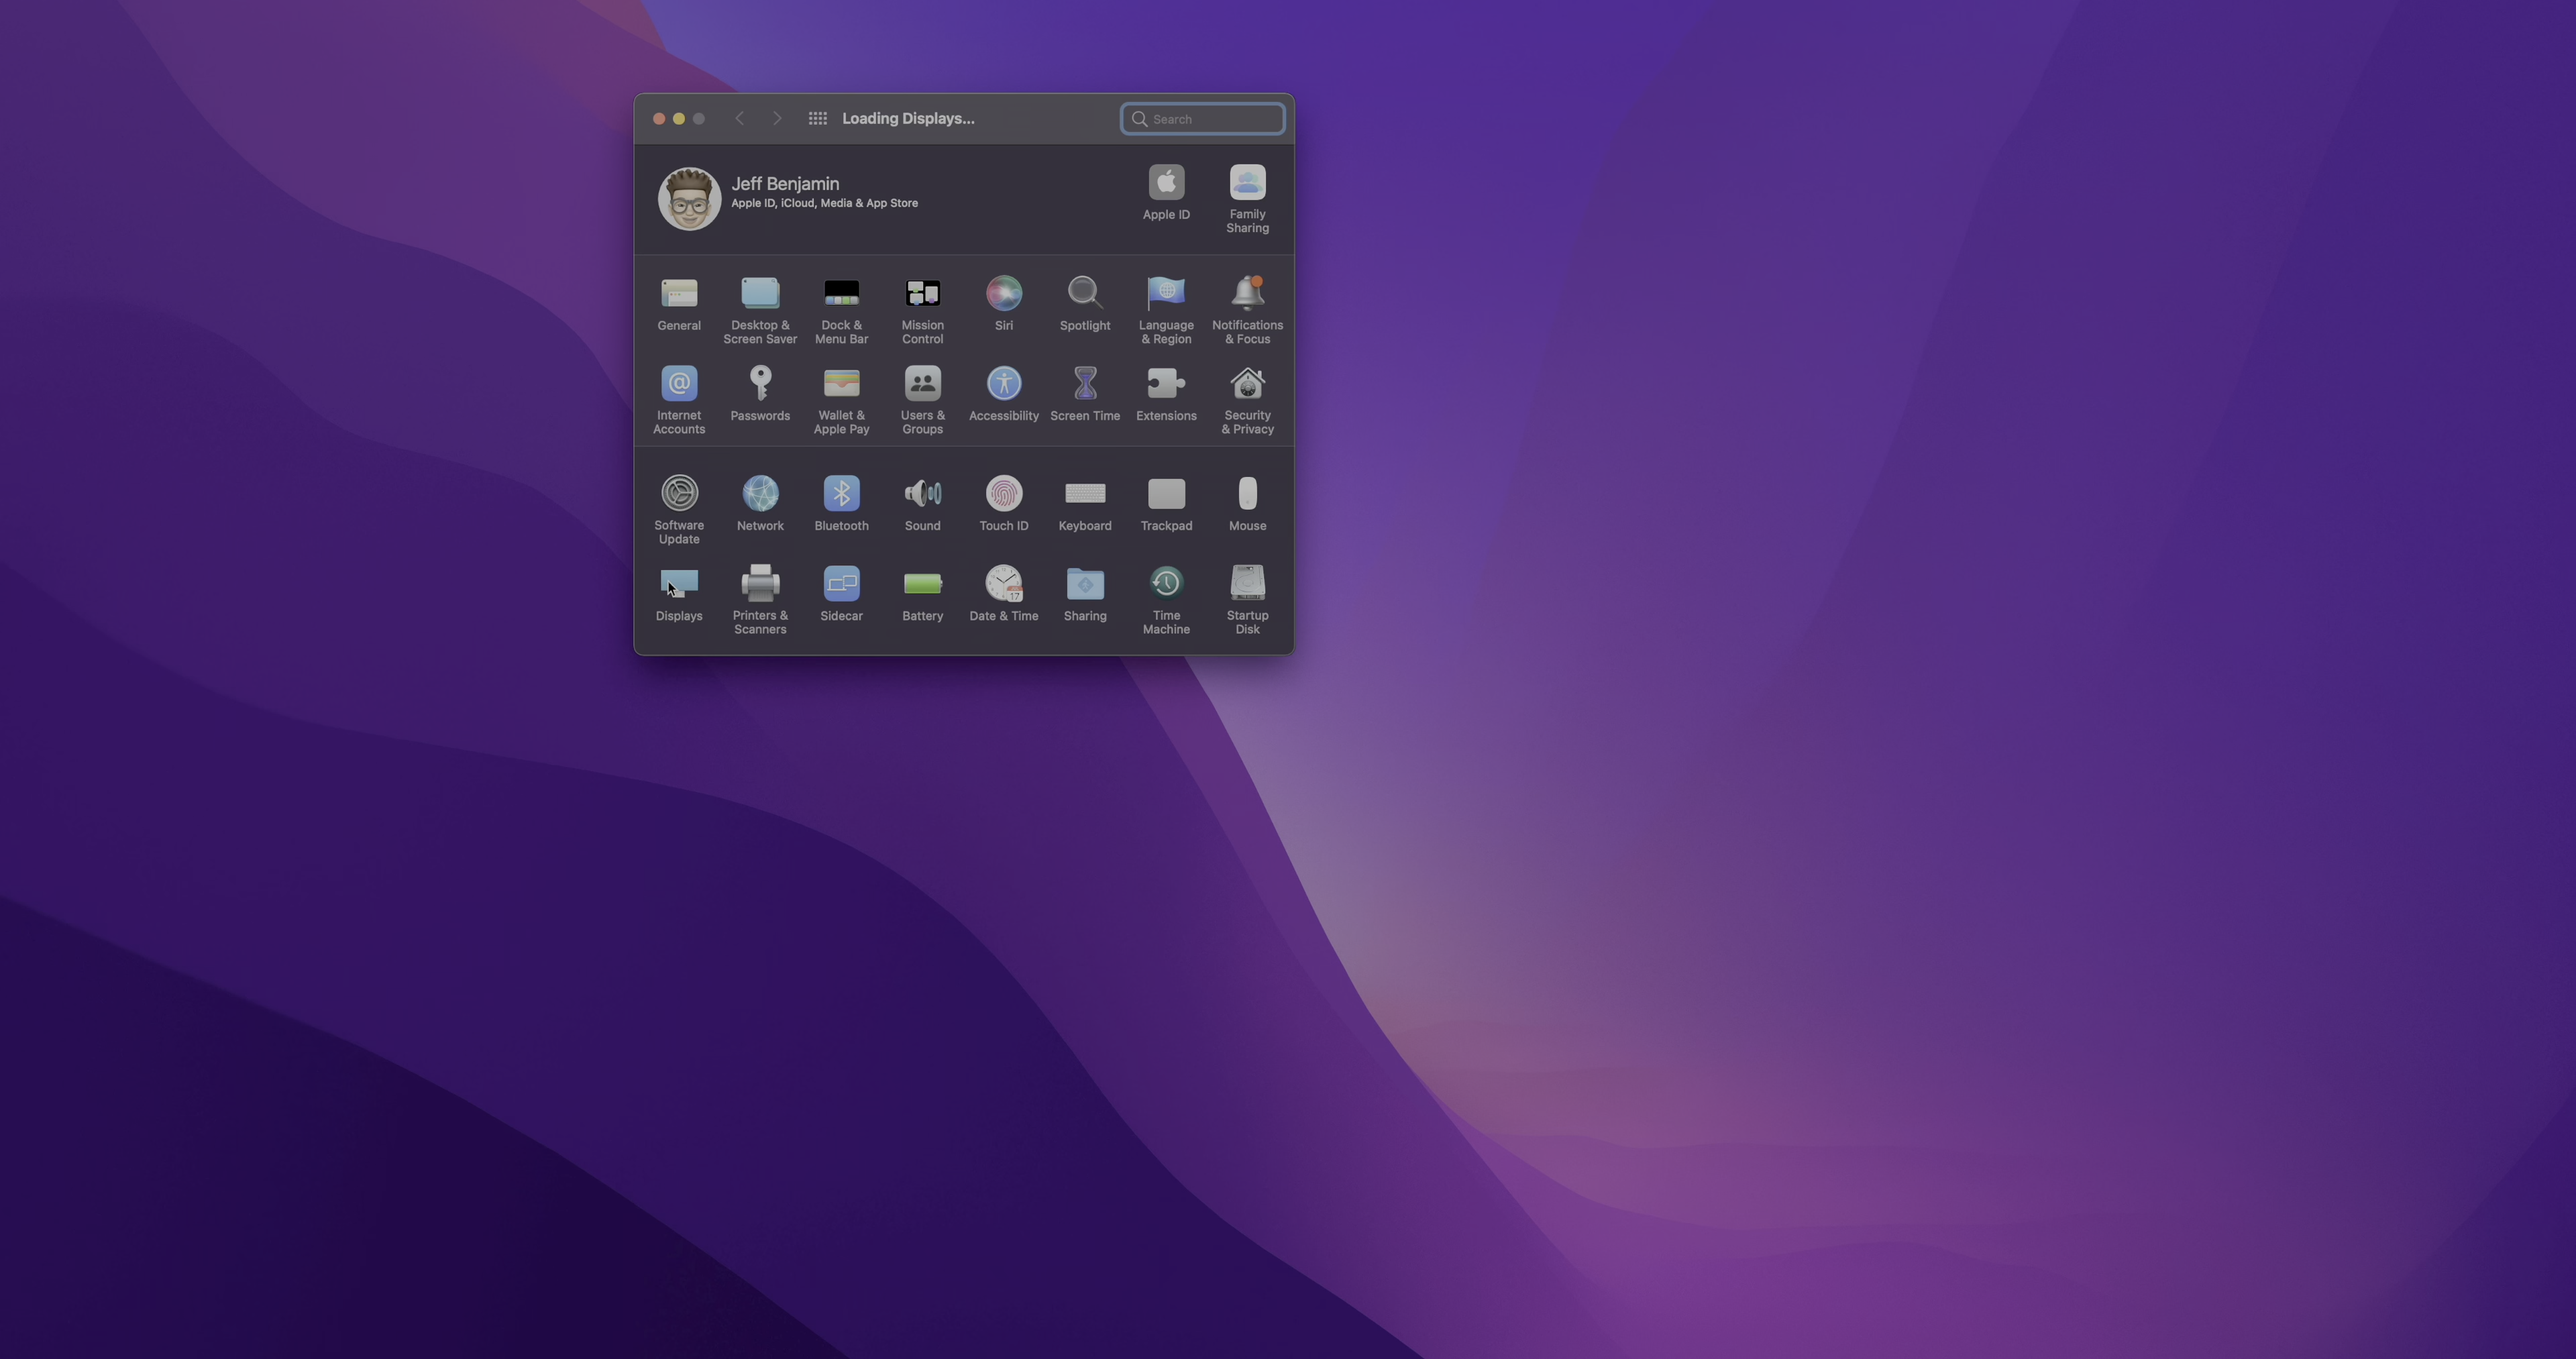 Loading Displays...
Search
Jeff Benjamin
Apple ID, iCloud, Media & App Store
Apple ID
Family
Sharing
General
Desktop &
Screen Saver
Dock &
Menu Bar
Mission
Control
Siri
Spotlight
Language
& Region
Notifications
& Focus
Internet
Accounts
Passwords
Wallet &
Apple Pay
Users &
Groups
Accessibility
Screen Time
Extensions
Security
& Privacy
Software
Update
Network
Bluetooth
Sound
Touch ID
Keyboard
Trackpad
Mouse
Displays
Printers &
Scanners
Sidecar
Battery
17
Date & Time
Sharing
Time
Machine
Startup
Disk